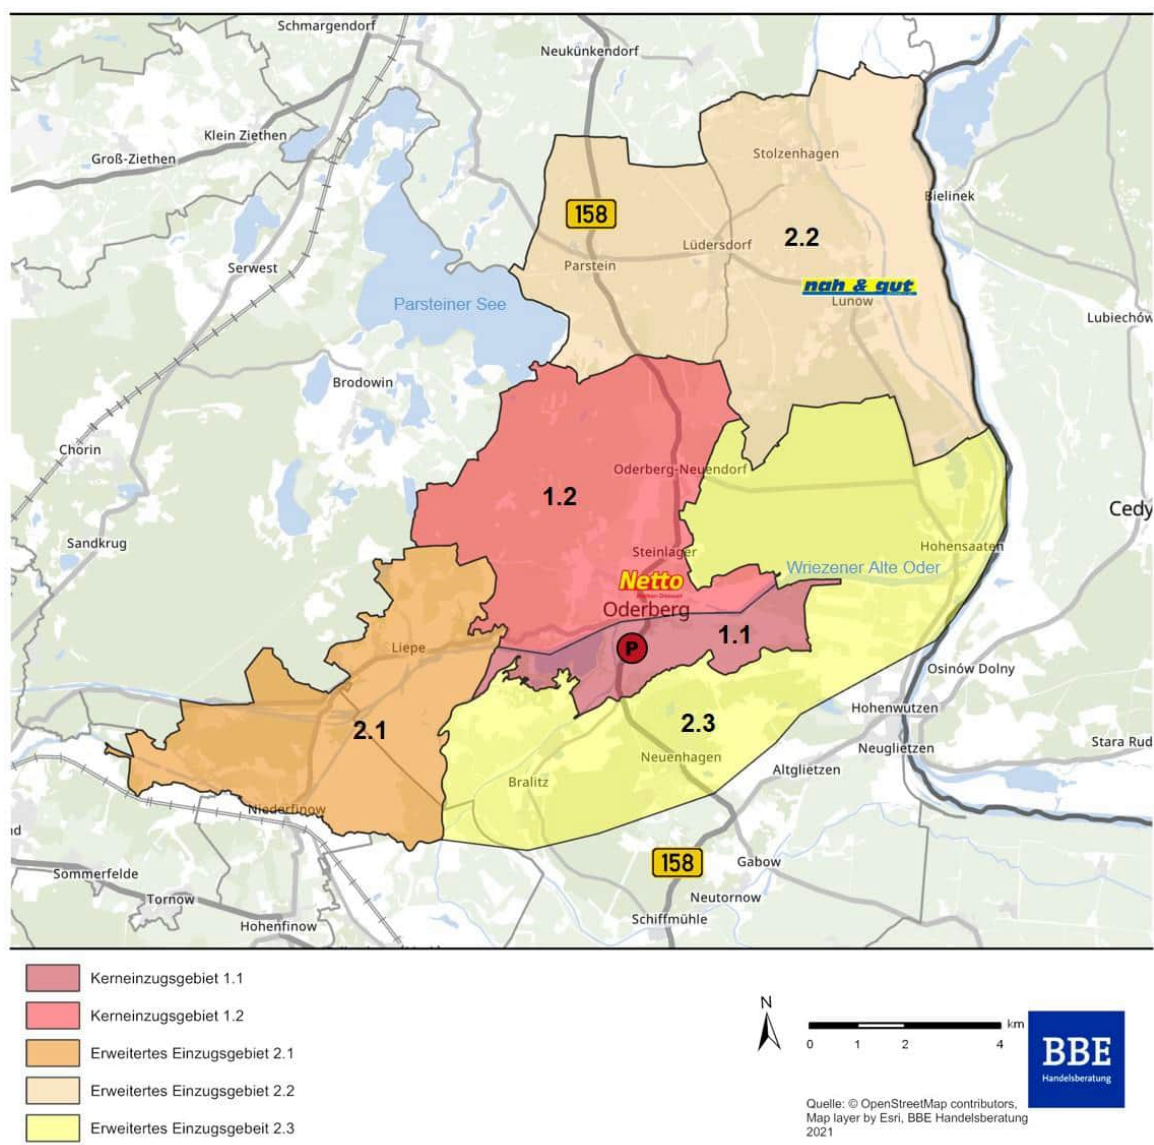 Schmargendorf
Neukünkendorf
Klein Ziethen
Groß-Ziethen
Stolzenhagen
Bielinek
158
2.2
Lüdersdorf
Serwest
Parstein
nah & gut
Lunow
Parsteiner See
Lubiechów
Brodowin
Chorin
Oderberg-Neuendorf
1.2
Cedy
Sandkrug
Hohensaaten
Steinlager
Wriezener Alte Oder
Netto
Marken-Discount
Oderberg
1.1
Liepe
P
Osinów Dolny
Hohenwutzen
2.1
2.3
Neuglietzen
Stara Rud
Neuenhagen
Altglietzen
Bralitz
Niederfinow
nd
158
Gabow
Sommerfelde
Tornow
Neutornow
Hohenfinow
Schiffmühle
Kerneinzugsgebiet 1.1
Kerneinzugsgebiet 1.2
Erweitertes Einzugsgebiet 2.1
Erweitertes Einzugsgebiet 2.2
Erweitertes Einzugsgebeit 2.3
N
km
0 1 2 4
BBE
Handelsberatung
Quelle: © OpenStreetMap contributors,
Map layer by Esri, BBE Handelsberatung
2021